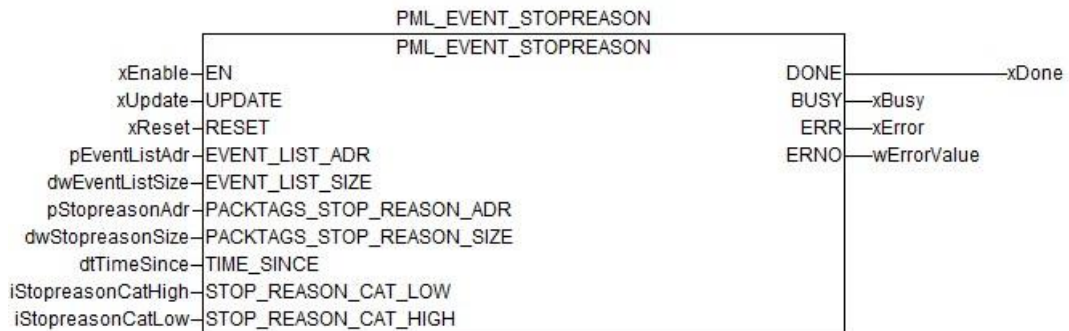 PML_EVENT_STOPREASON
PML_EVENT_STOPREASON
xEnable EN DONE xDone
xUpdate UPDATE BUSY xBusy
xReset RESET ERR xError
pEventListAdr EVENT_LIST_ADR ERNO wErrorValue
dwEventListSize EVENT_LIST_SIZE
pStopreasonAdr PACKTAGS_STOP_REASON_ADR
dwStopreasonSize PACKTAGS_STOP_REASON_SIZE
dtTimeSince TIME_SINCE
iStopreasonCatHigh STOP_REASON_CAT_LOW
iStopreasonCatLow STOP_REASON_CAT_HIGH